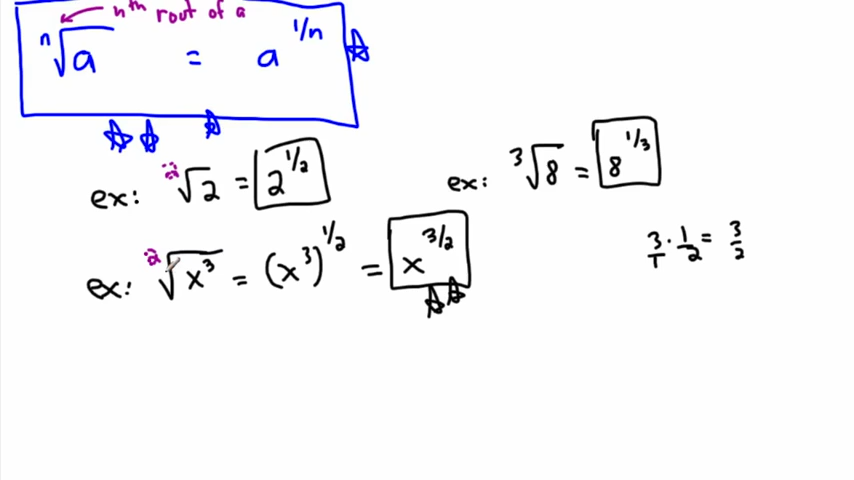 nth rout of a
ⁿ√a = a^1/n
ex: ²√2 = 2^1/2
ex: ³√8 = 8^1/3
ex: ²√x³ = (x³)^1/2 = x^3/2
3/1 · 1/2 = 3/2